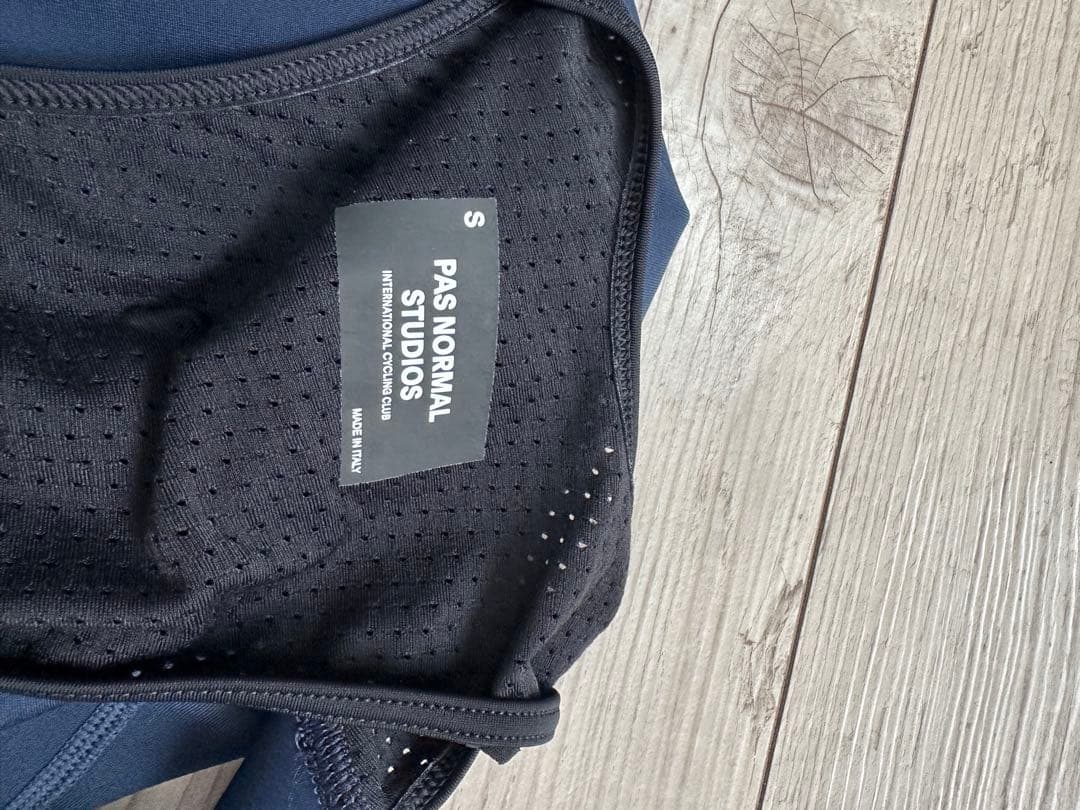 S
PAS NORMAL
STUDIOS
INTERNATIONAL CYCLING CLUB
MADE IN ITALY